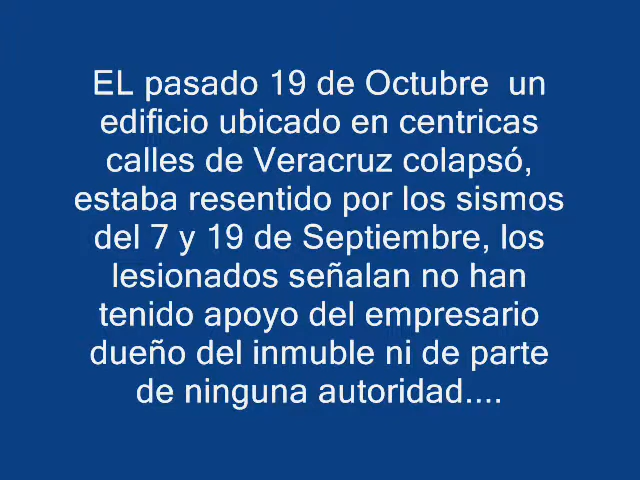 EL pasado 19 de Octubre  un
edificio ubicado en centricas
calles de Veracruz colapsó,
estaba resentido por los sismos
del 7 y 19 de Septiembre, los
lesionados señalan no han
tenido apoyo del empresario
dueño del inmuble ni de parte
de ninguna autoridad....